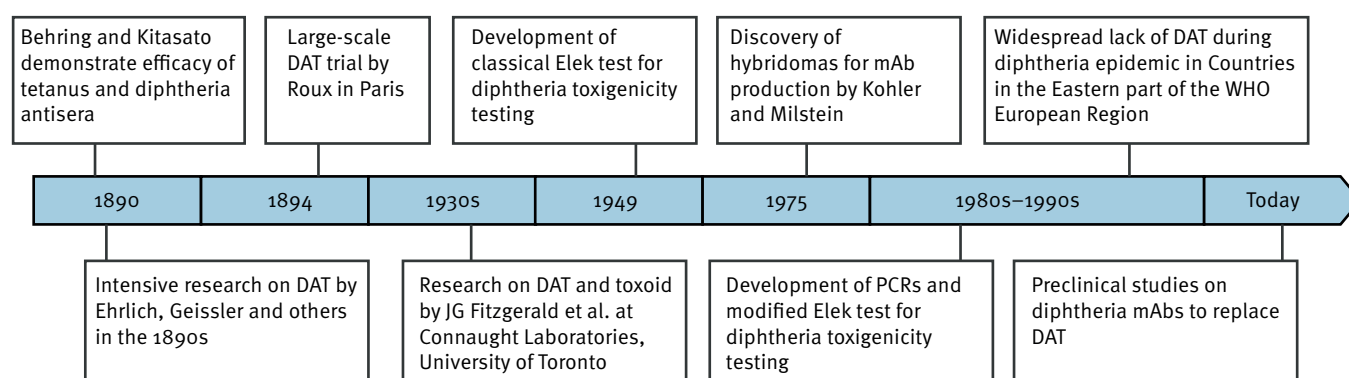 Behring and Kitasato
demonstrate efficacy of
tetanus and diphtheria
antisera
Large-scale
DAT trial by
Roux in Paris
Development of
classical Elek test for
diphtheria toxigenicity
testing
Discovery of
hybridomas for mAb
production by Kohler
and Milstein
Widespread lack of DAT during
diphtheria epidemic in Countries
in the Eastern part of the WHO
European Region
1890
1894
1930s
1949
1975
1980s–1990s
Today
Intensive research on DAT by
Ehrlich, Geissler and others
in the 1890s
Research on DAT and toxoid
by JG Fitzgerald et al. at
Connaught Laboratories,
University of Toronto
Development of PCRs and
modified Elek test for
diphtheria toxigenicity
testing
Preclinical studies on
diphtheria mAbs to replace
DAT